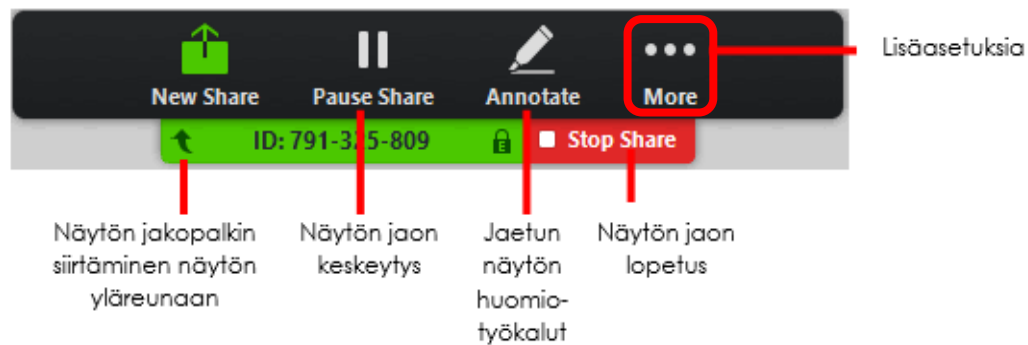 Lisäasetuksia
New Share
Pause Share
Annotate
More
ID: 791-325-809
Stop Share
Näytön jakopalkin
siirtäminen näytön
yläreunaan
Näytön jaon
keskeytys
Jaetun
näytön
huomio-
työkalut
Näytön jaon
lopetus